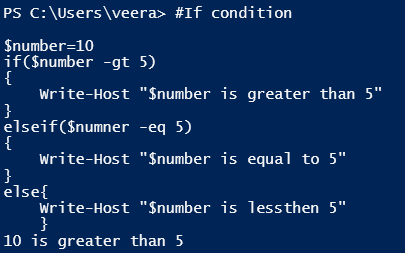 PS C:\Users\veera> #If condition
$number=10
if($number -gt 5)
{
Write-Host "$number is greater than 5"
}
elseif($numner -eq 5)
{
Write-Host "$number is equal to 5"
}
else{
Write-Host "$number is lessthen 5"
}
10 is greater than 5